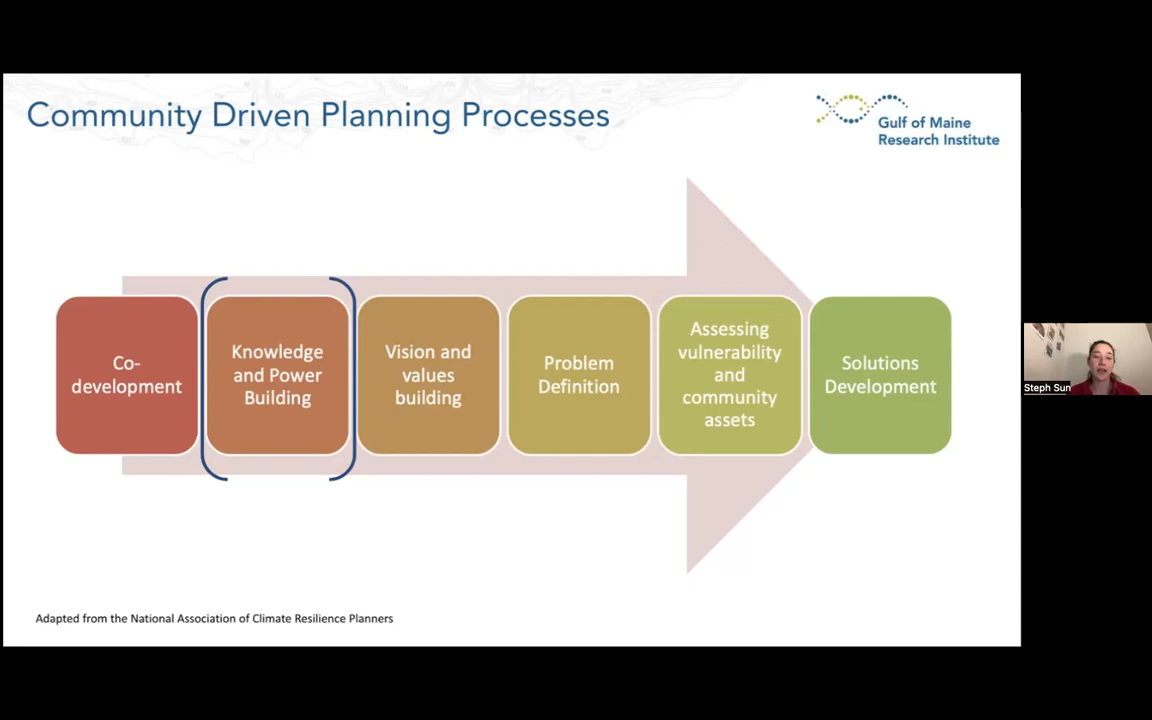 Community Driven Planning Processes
Gulf of Maine
Research Institute
Co-
development
Knowledge
and Power
Building
Vision and
values
building
Problem
Definition
Assessing
vulnerability
and
community
assets
Solutions
Development
Steph Sun
Adapted from the National Association of Climate Resilience Planners